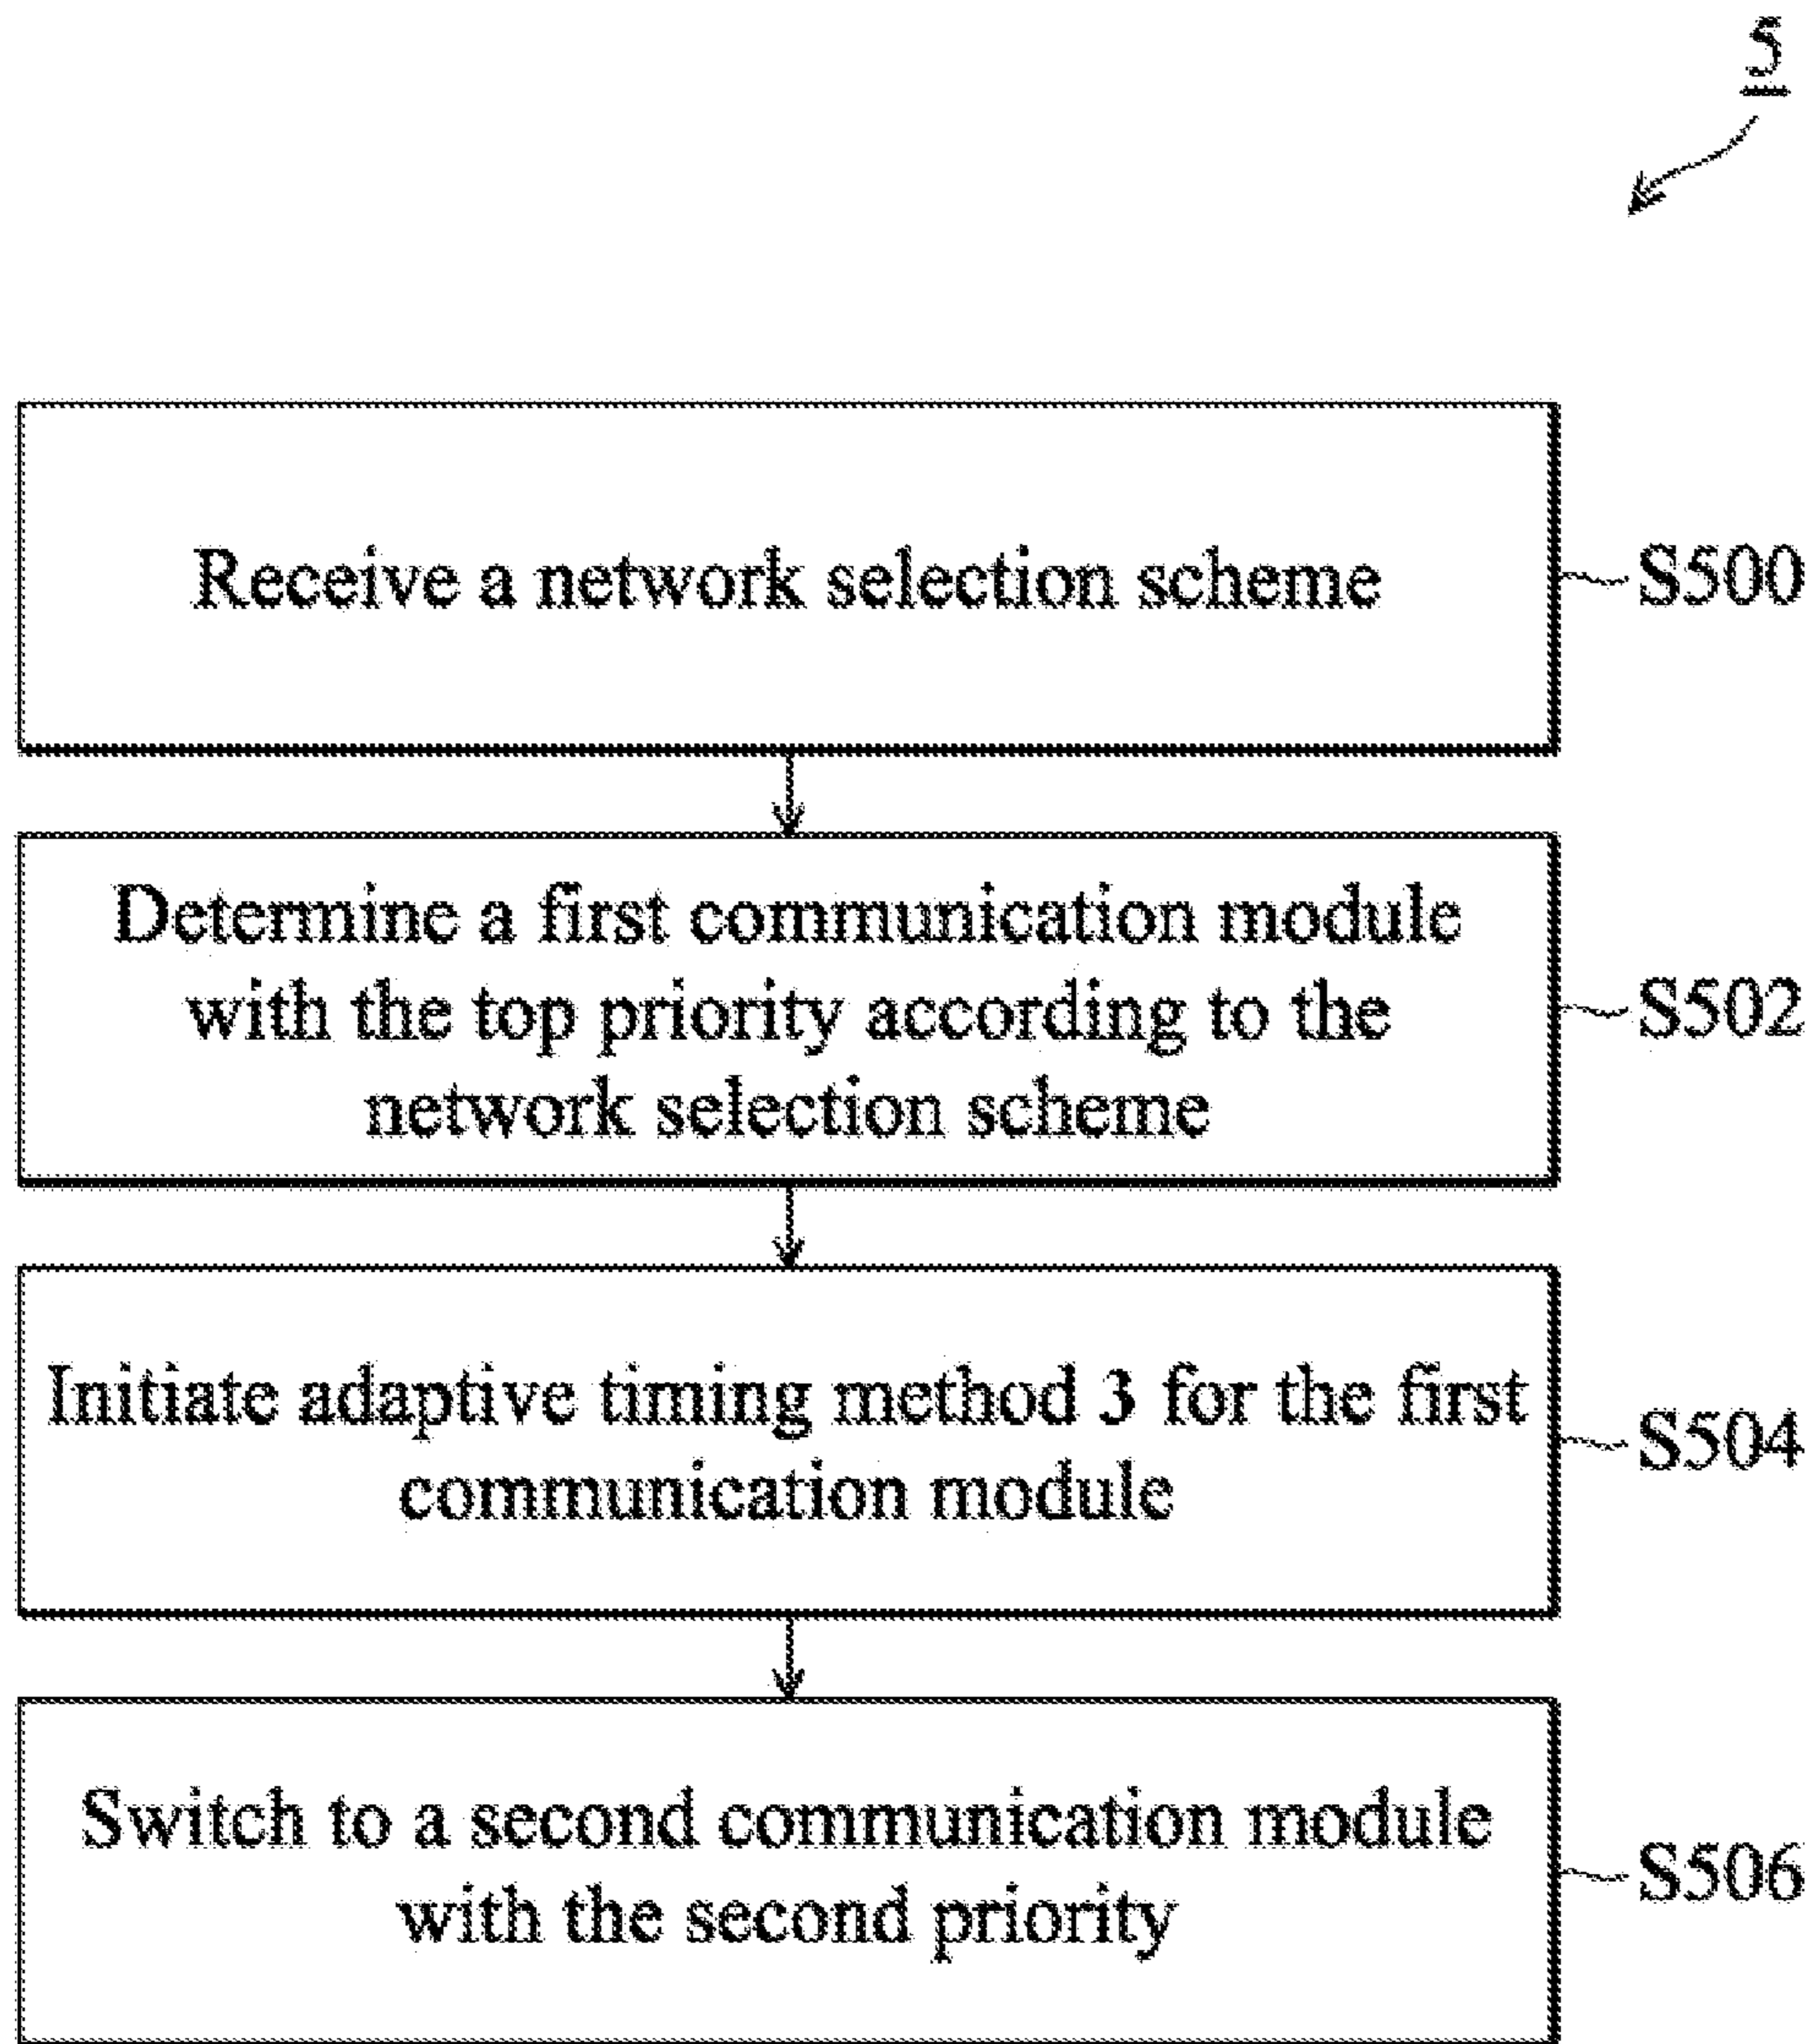 5
Receive a network selection scheme
S500
Determine a first communication module
with the top priority according to the
network selection scheme
S502
Initiate adaptive timing method 3 for the first
communication module
S504
Switch to a second communication module
with the second priority
S506